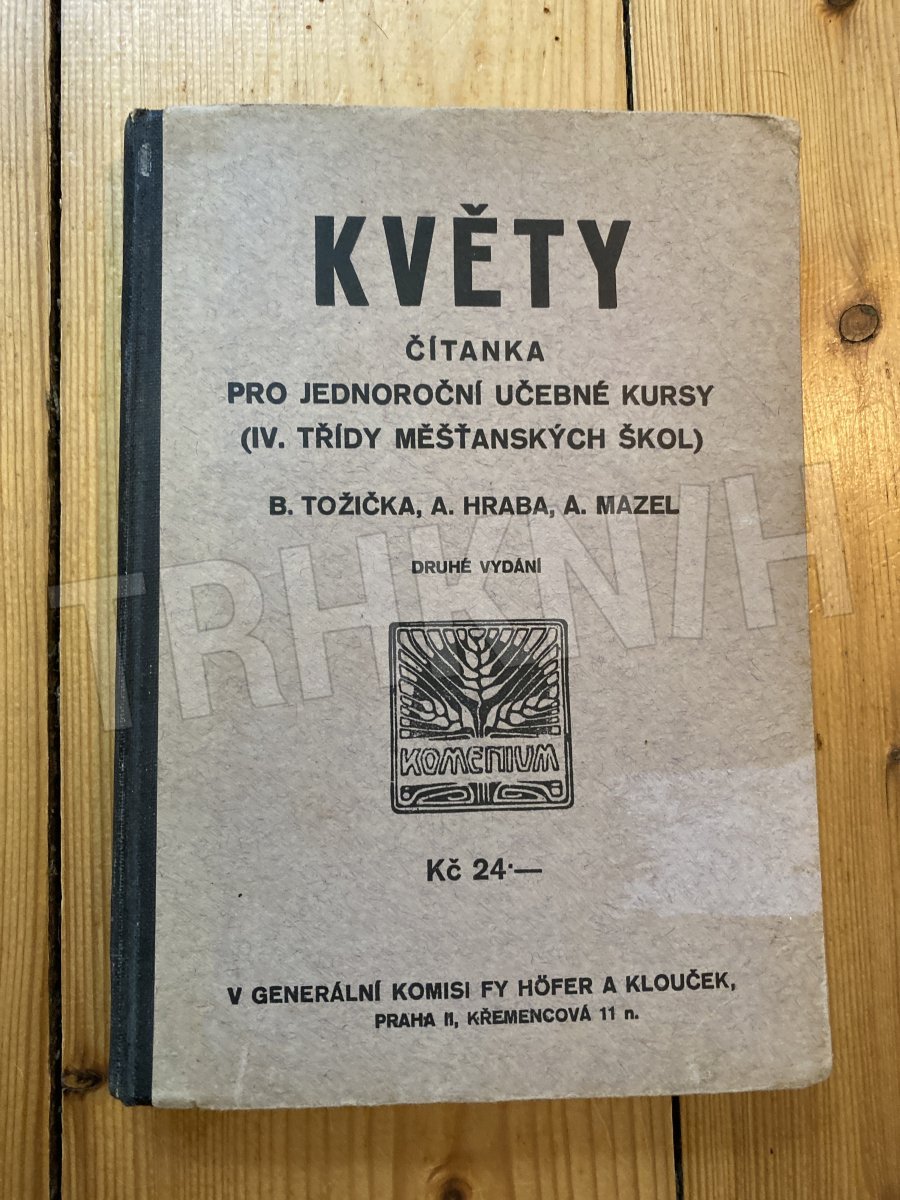 KVĚTY
ČÍTANKA
PRO JEDNOROČNÍ UČEBNÉ KURSY
(IV. TŘÍDY MĚŠŤANSKÝCH ŠKOL)
B. TOŽIČKA, A. HRABA, A. MAZEL
DRUHÉ VYDÁNÍ
TRHKNIH
KOMENIUM
Kč 24·—
V GENERÁLNÍ KOMISI FY HÖFER A KLOUČEK,
PRAHA II, KŘEMENCOVÁ 11 n.